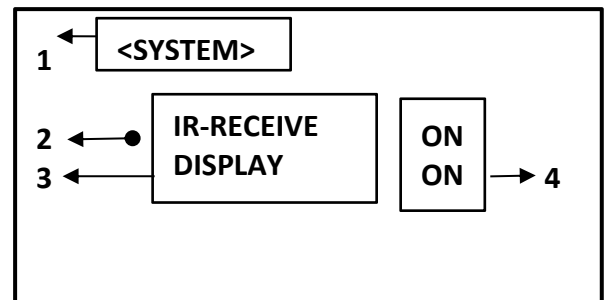 1 <SYSTEM>
2 IR-RECEIVE ON
3 DISPLAY ON 4